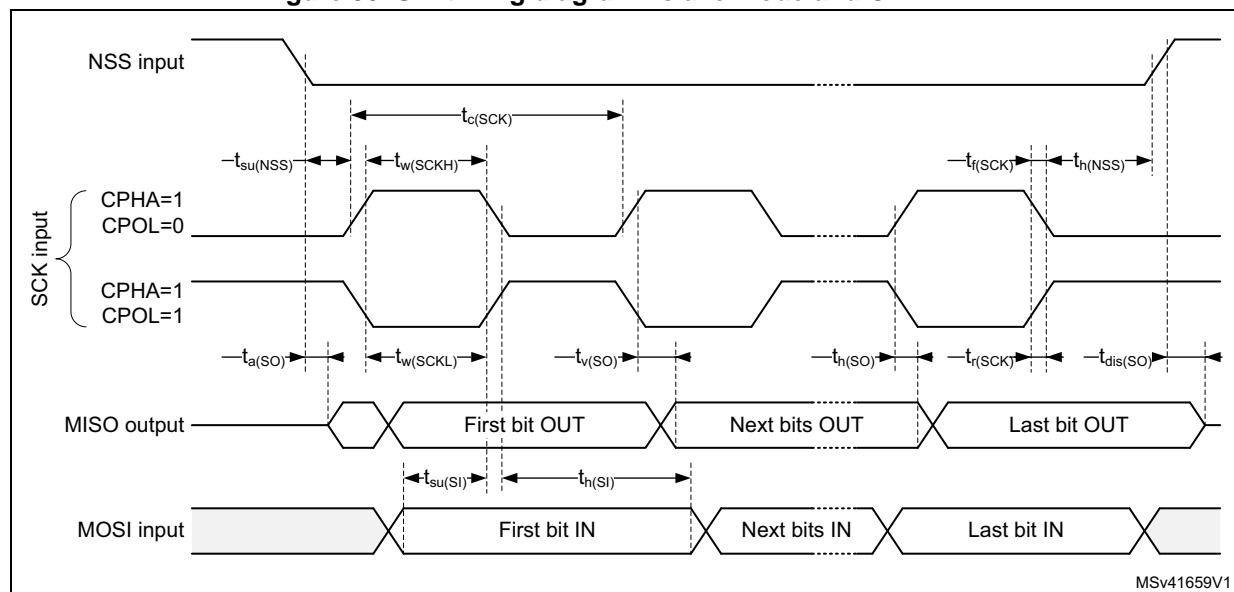 NSS input
tc(SCK)
tsu(NSS) tw(SCKH) tf(SCK) th(NSS)
SCK input
CPHA=1
CPOL=0
CPHA=1
CPOL=1
ta(SO) tw(SCKL) tv(SO) th(SO) tr(SCK) tdis(SO)
MISO output First bit OUT Next bits OUT Last bit OUT
tsu(SI) th(SI)
MOSI input First bit IN Next bits IN Last bit IN
MSv41659V1